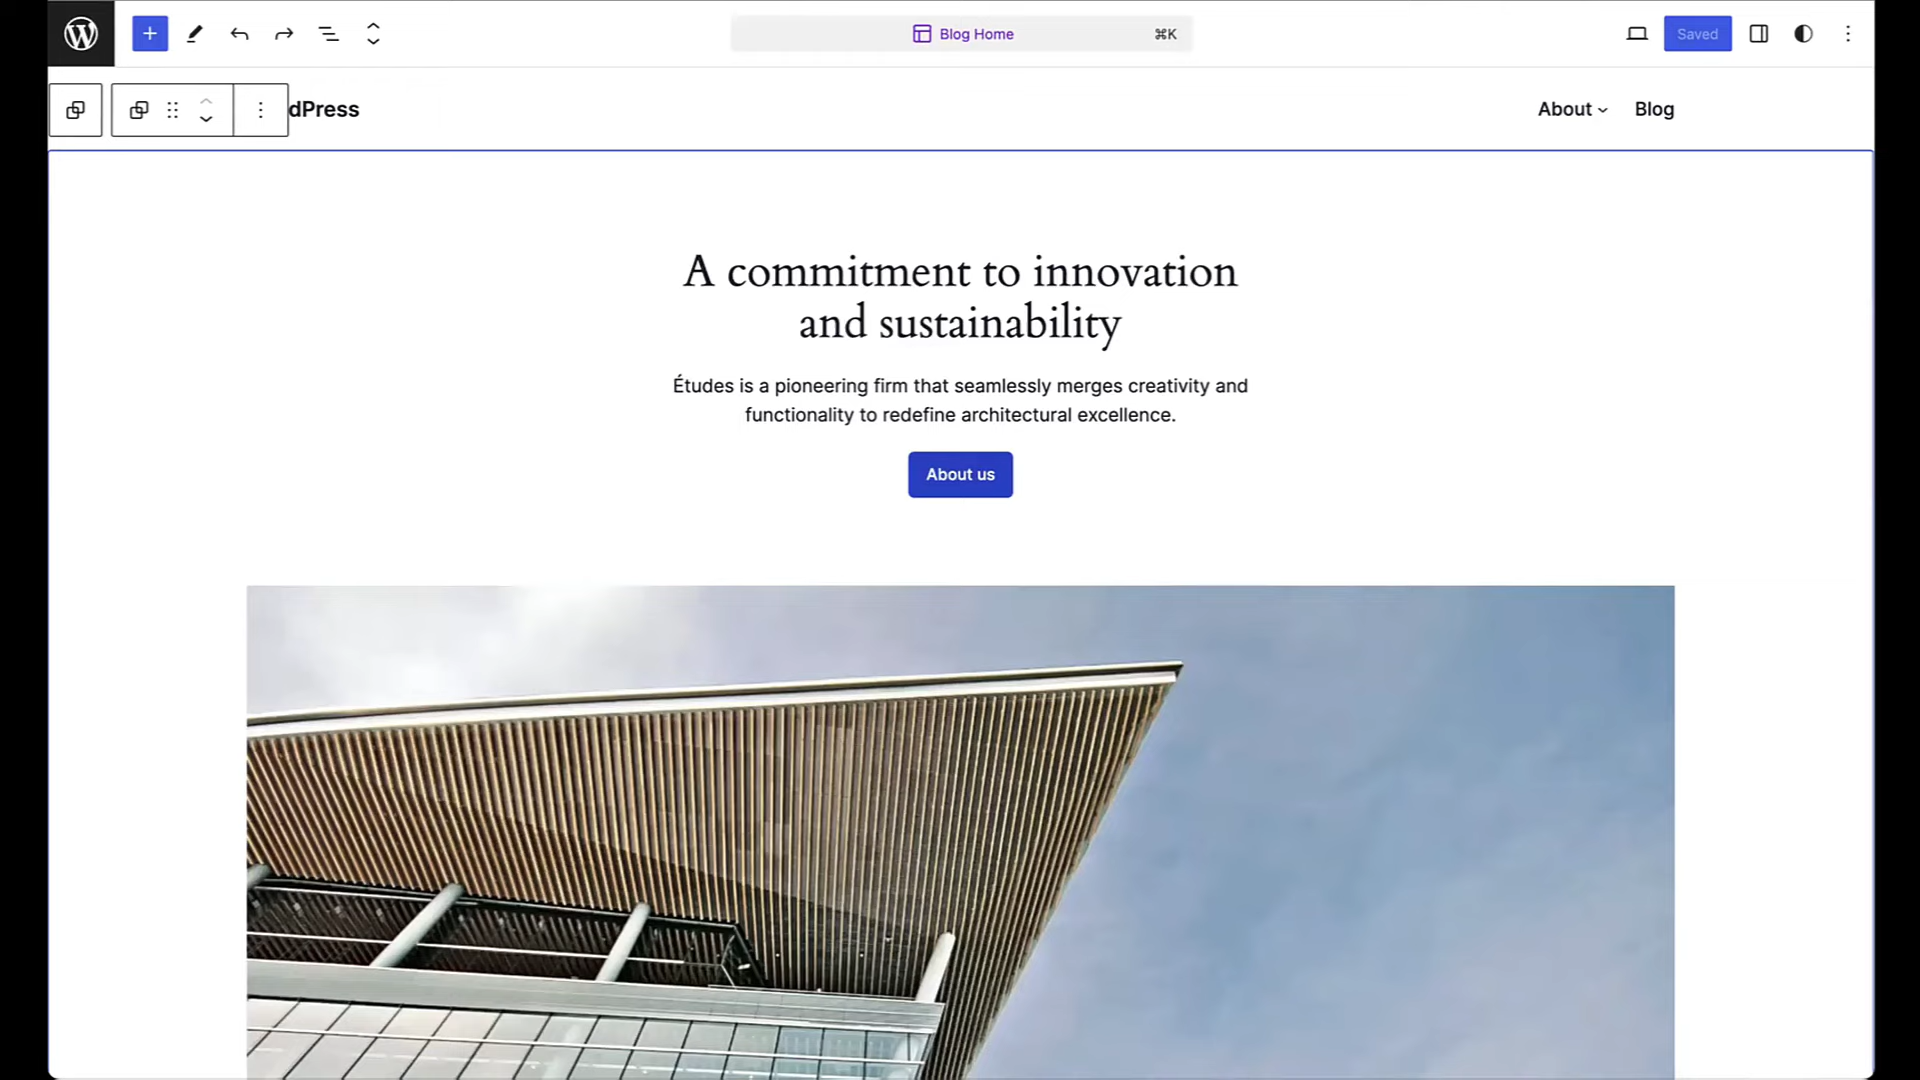 Blog Home
⌘K
Saved
dPress
About
Blog
A commitment to innovation
and sustainability
Études is a pioneering firm that seamlessly merges creativity and
functionality to redefine architectural excellence.
About us